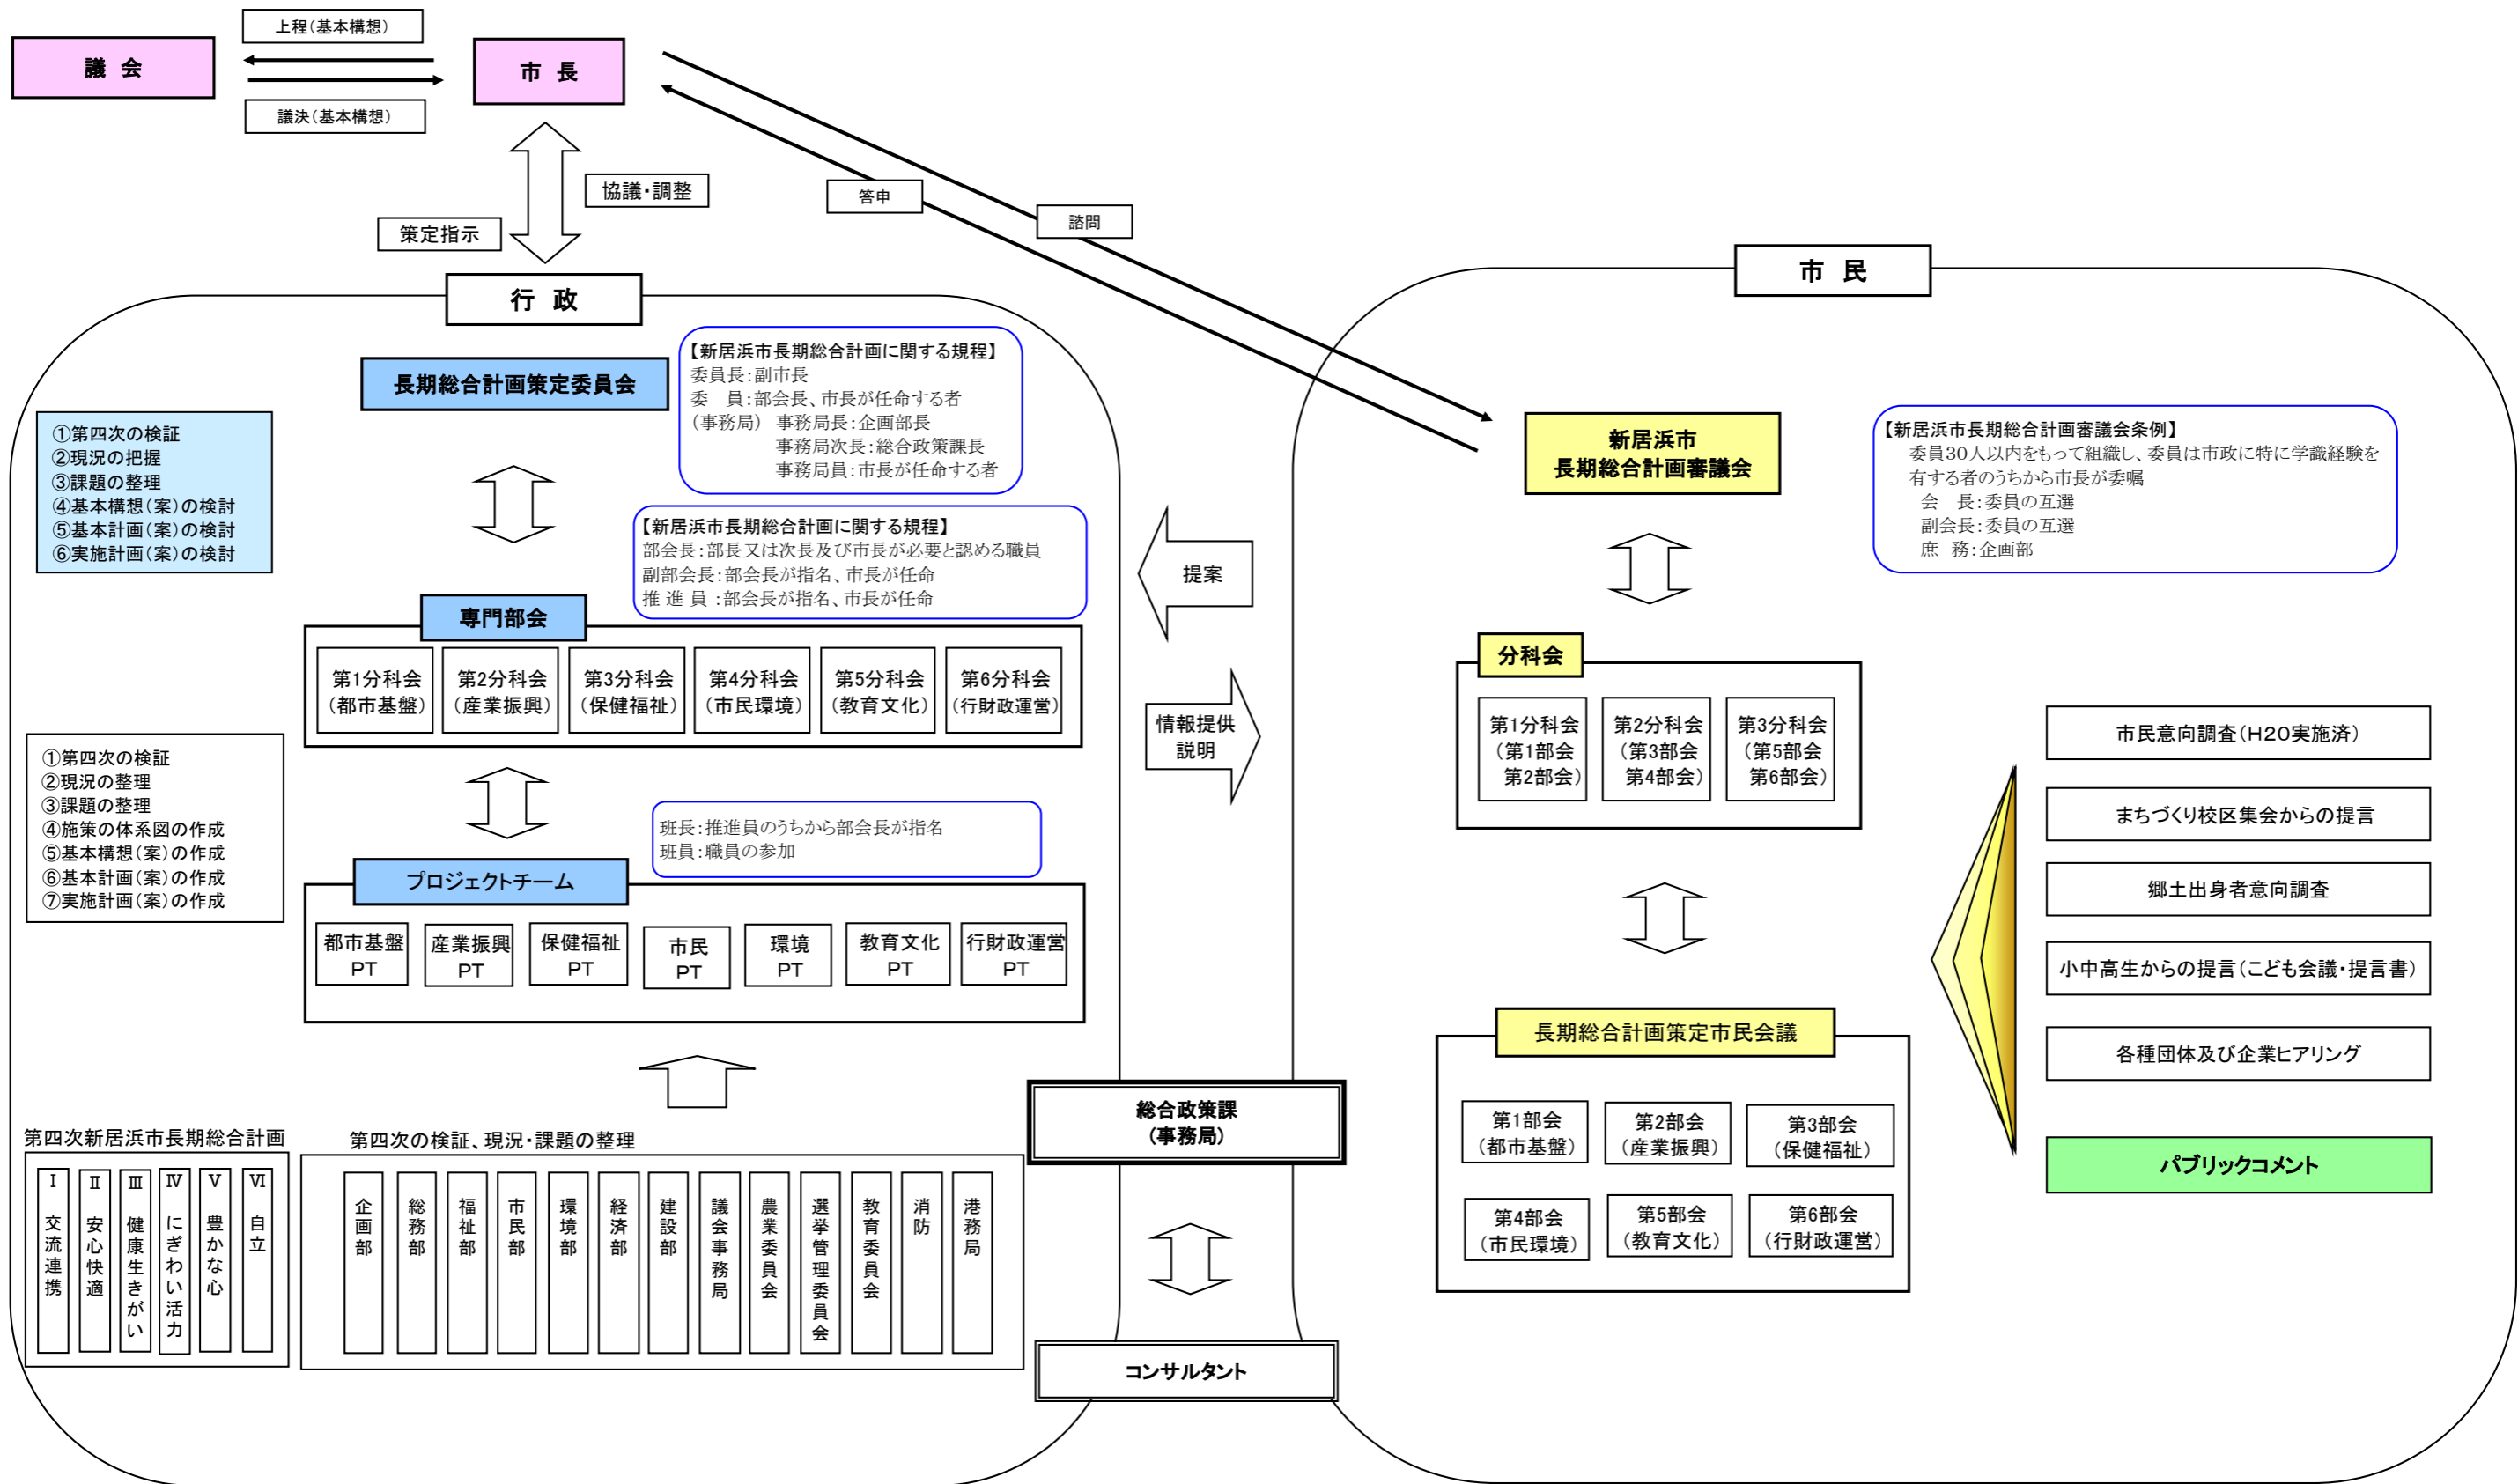 議 会
上程(基本構想)
議決(基本構想)
市 長
協議・調整
策定指示
答申
諮問
行 政
長期総合計画策定委員会
【新居浜市長期総合計画に関する規程】
委員長:副市長
委　員:部会長、市長が任命する者
(事務局) 事務局長:企画部長
事務局次長:総合政策課長
事務局員:市長が任命する者
①第四次の検証
②現況の把握
③課題の整理
④基本構想(案)の検討
⑤基本計画(案)の検討
⑥実施計画(案)の検討
【新居浜市長期総合計画に関する規程】
部会長:部長又は次長及び市長が必要と認める職員
副部会長:部会長が指名、市長が任命
推 進 員 :部会長が指名、市長が任命
専門部会
第1分科会
(都市基盤)
第2分科会
(産業振興)
第3分科会
(保健福祉)
第4分科会
(市民環境)
第5分科会
(教育文化)
第6分科会
(行財政運営)
①第四次の検証
②現況の整理
③課題の整理
④施策の体系図の作成
⑤基本構想(案)の作成
⑥基本計画(案)の作成
⑦実施計画(案)の作成
班長:推進員のうちから部会長が指名
班員:職員の参加
プロジェクトチーム
都市基盤
PT
産業振興
PT
保健福祉
PT
市民
PT
環境
PT
教育文化
PT
行財政運営
PT
第四次新居浜市長期総合計画
Ⅰ 交流連携
Ⅱ 安心快適
Ⅲ 健康生きがい
Ⅳ にぎわい活力
Ⅴ 豊かな心
Ⅵ 自立
第四次の検証、現況・課題の整理
企画部
総務部
福祉部
市民部
環境部
経済部
建設部
議会事務局
農業委員会
選挙管理委員会
教育委員会
消防
港務局
提案
情報提供
説明
総合政策課
(事務局)
コンサルタント
市 民
新居浜市
長期総合計画審議会
【新居浜市長期総合計画審議会条例】
委員30人以内をもって組織し、委員は市政に特に学識経験を
有する者のうちから市長が委嘱
会　長:委員の互選
副会長:委員の互選
庶 務:企画部
分科会
第1分科会
(第1部会
第2部会)
第2分科会
(第3部会
第4部会)
第3分科会
(第5部会
第6部会)
長期総合計画策定市民会議
第1部会
(都市基盤)
第2部会
(産業振興)
第3部会
(保健福祉)
第4部会
(市民環境)
第5部会
(教育文化)
第6部会
(行財政運営)
市民意向調査(H20実施済)
まちづくり校区集会からの提言
郷土出身者意向調査
小中高生からの提言(こども会議・提言書)
各種団体及び企業ヒアリング
パブリックコメント